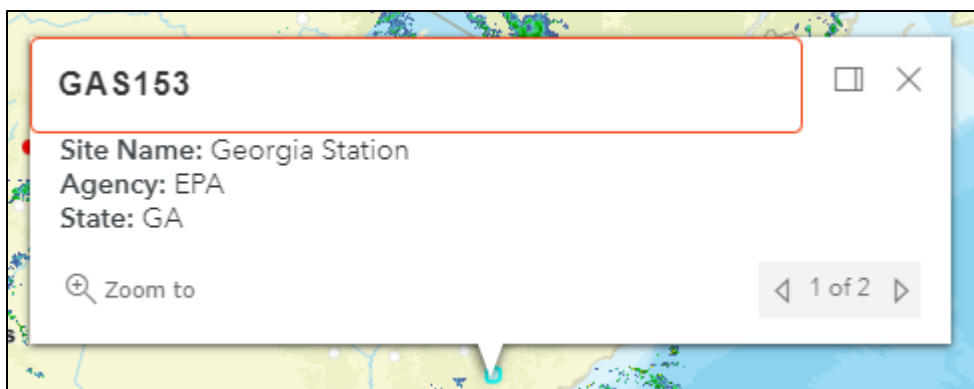 GAS153
Site Name: Georgia Station
Agency: EPA
State: GA
Zoom to
1 of 2
s